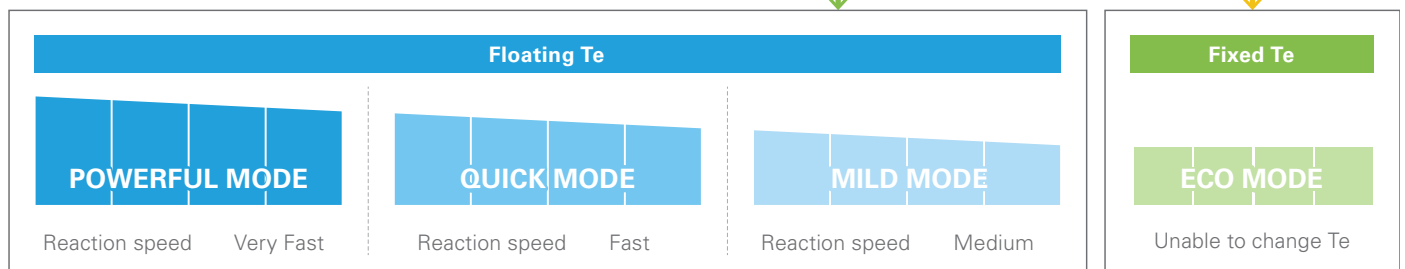 Floating Te
Fixed Te
POWERFUL MODE
QUICK MODE
MILD MODE
ECO MODE
Reaction speed Very Fast
Reaction speed Fast
Reaction speed Medium
Unable to change Te